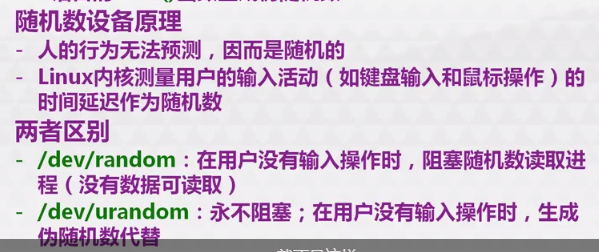 随机数设备原理
- 人的行为无法预测，因而是随机的
- Linux内核测量用户的输入活动（如键盘输入和鼠标操作）的
时间延迟作为随机数
两者区别
- /dev/random：在用户没有输入操作时，阻塞随机数读取进
程（没有数据可读取）
- /dev/urandom：永不阻塞；在用户没有输入操作时，生成
伪随机数代替